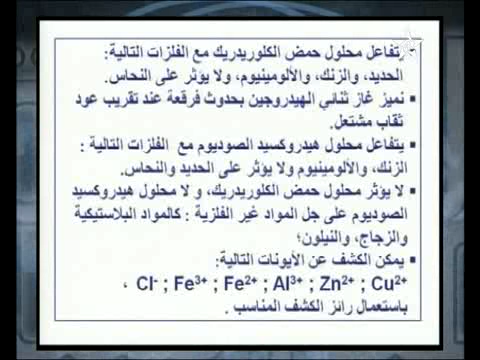 ▪ يتفاعل محلول حمض الكلوريدريك مع الفلزات التالية:
الحديد، والزنك، والألومينيوم، ولا يؤثر على النحاس.
▪ نميز غاز ثنائي الهيدروجين بحدوث فرقعة عند تقريب عود
ثقاب مشتعل.
▪ يتفاعل محلول هيدروكسيد الصوديوم مع الفلزات التالية :
الزنك، والألومينيوم ولا يؤثر على الحديد والنحاس.
▪ لا يؤثر محلول حمض الكلوريدريك، و لا محلول هيدروكسيد
الصوديوم على جل المواد غير الفلزية : كالمواد البلاستيكية
والزجاج، والنيلون؛
▪ يمكن الكشف عن الأيونات التالية:
Cl⁻ ; Fe³⁺ ; Fe²⁺ ; Al³⁺ ; Zn²⁺ ; Cu²⁺ ،
باستعمال رائز الكشف المناسب .